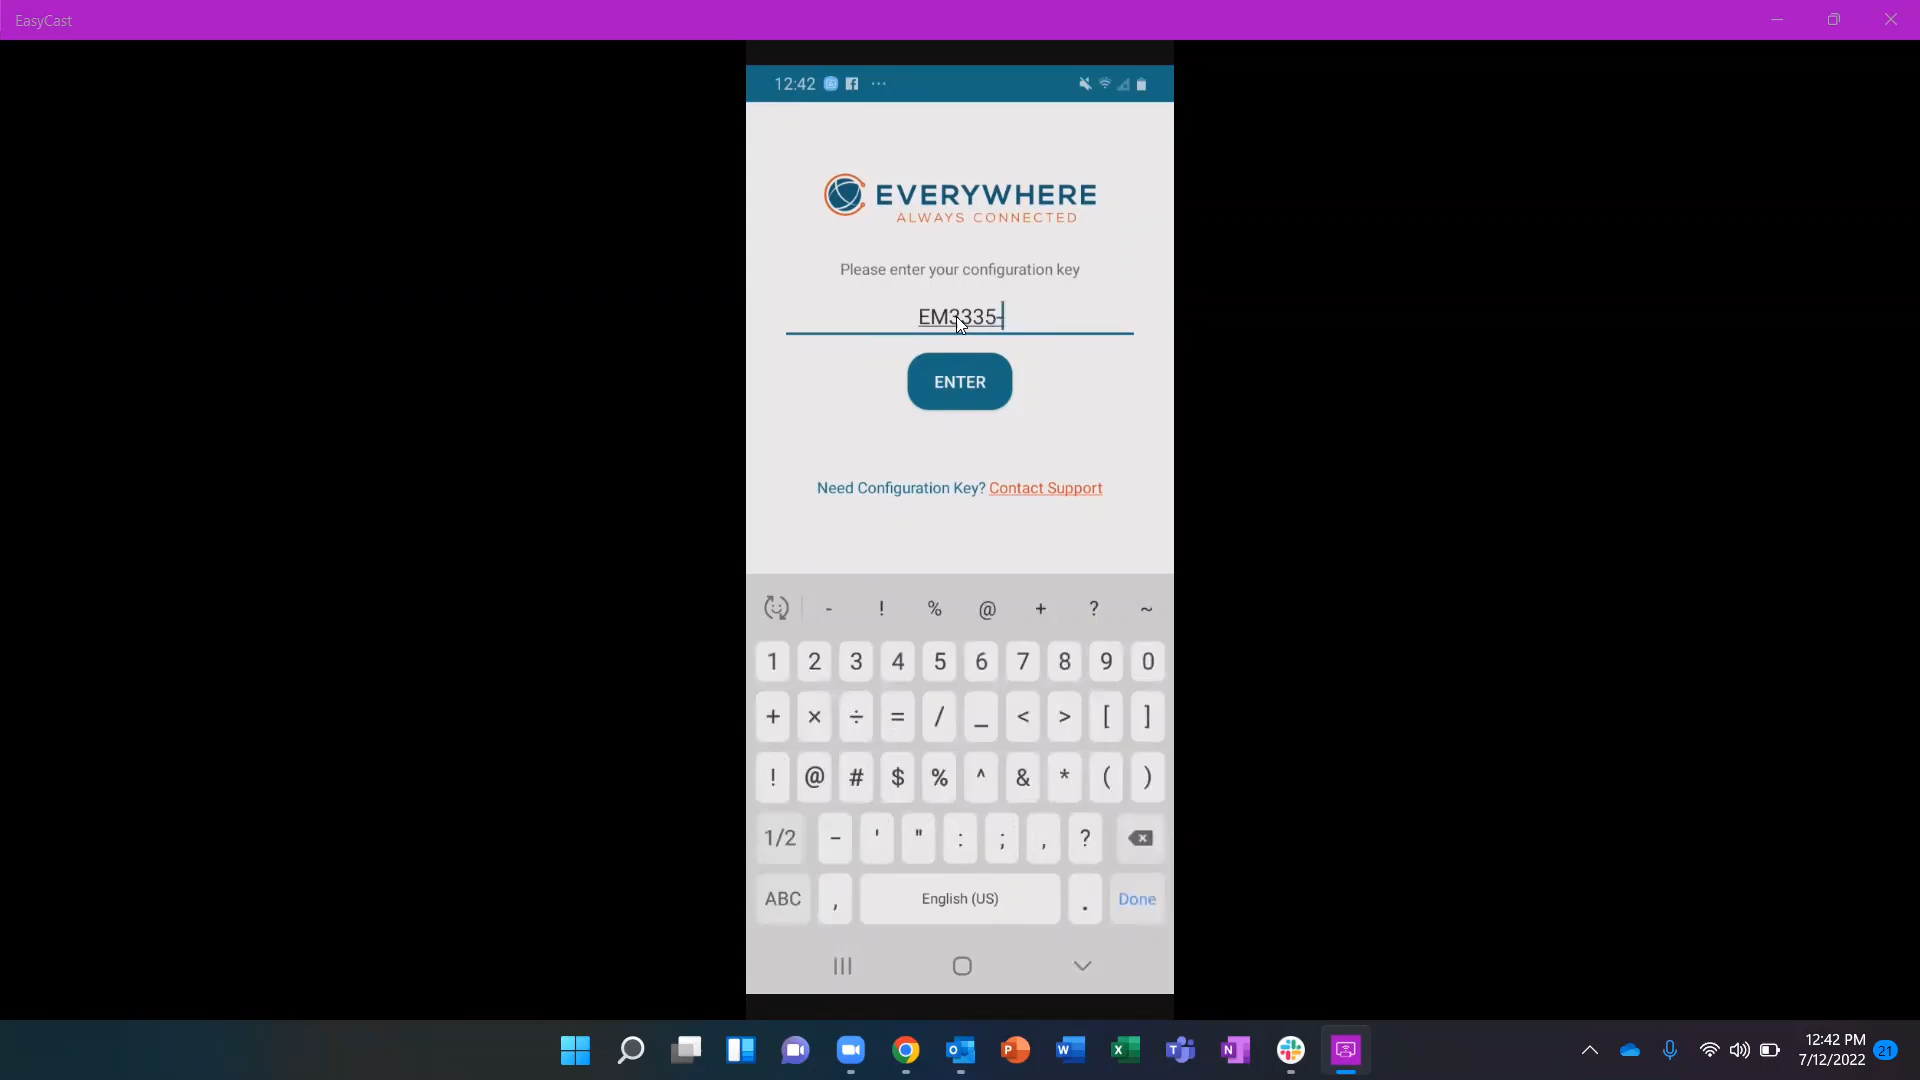 EasyCast
12:42
EVERYWHERE
ALWAYS CONNECTED
Please enter your configuration key
EM3335-
ENTER
Need Configuration Key? Contact Support
- ! % @ + ? ~
1 2 3 4 5 6 7 8 9 0
+ × ÷ = / _ < > [ ]
! @ # $ % ^ & * ( )
1/2 - ' " : ; , ?
ABC , English (US) . Done
12:42 PM
7/12/2022
21